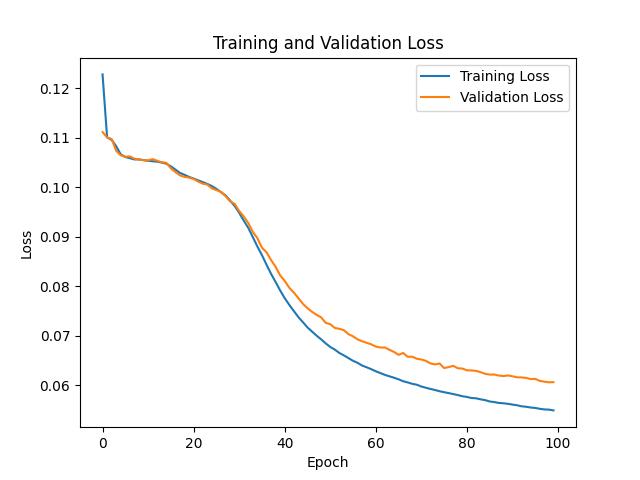 Training and Validation Loss
Training Loss
Validation Loss
0.12
0.11
0.10
0.09
0.08
0.07
0.06
Loss
0 20 40 60 80 100
Epoch